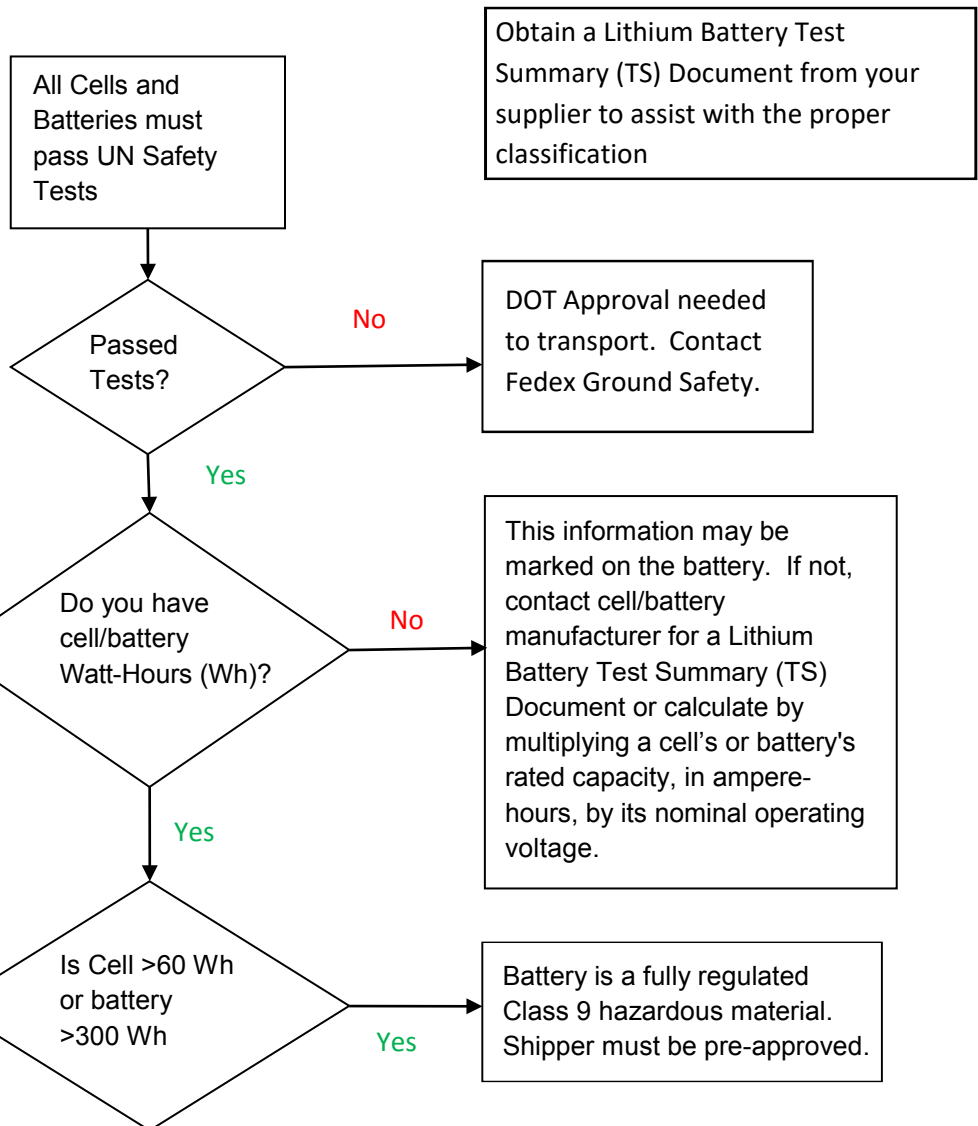 Obtain a Lithium Battery Test
Summary (TS) Document from your
supplier to assist with the proper
classification
All Cells and
Batteries must
pass UN Safety
Tests
Passed
Tests?
No
DOT Approval needed
to transport.  Contact
Fedex Ground Safety.
Yes
Do you have
cell/battery
Watt-Hours (Wh)?
No
This information may be
marked on the battery.  If not,
contact cell/battery
manufacturer for a Lithium
Battery Test Summary (TS)
Document or calculate by
multiplying a cell’s or battery's
rated capacity, in ampere-
hours, by its nominal operating
voltage.
Yes
Is Cell >60 Wh
or battery
>300 Wh
Yes
Battery is a fully regulated
Class 9 hazardous material.
Shipper must be pre-approved.